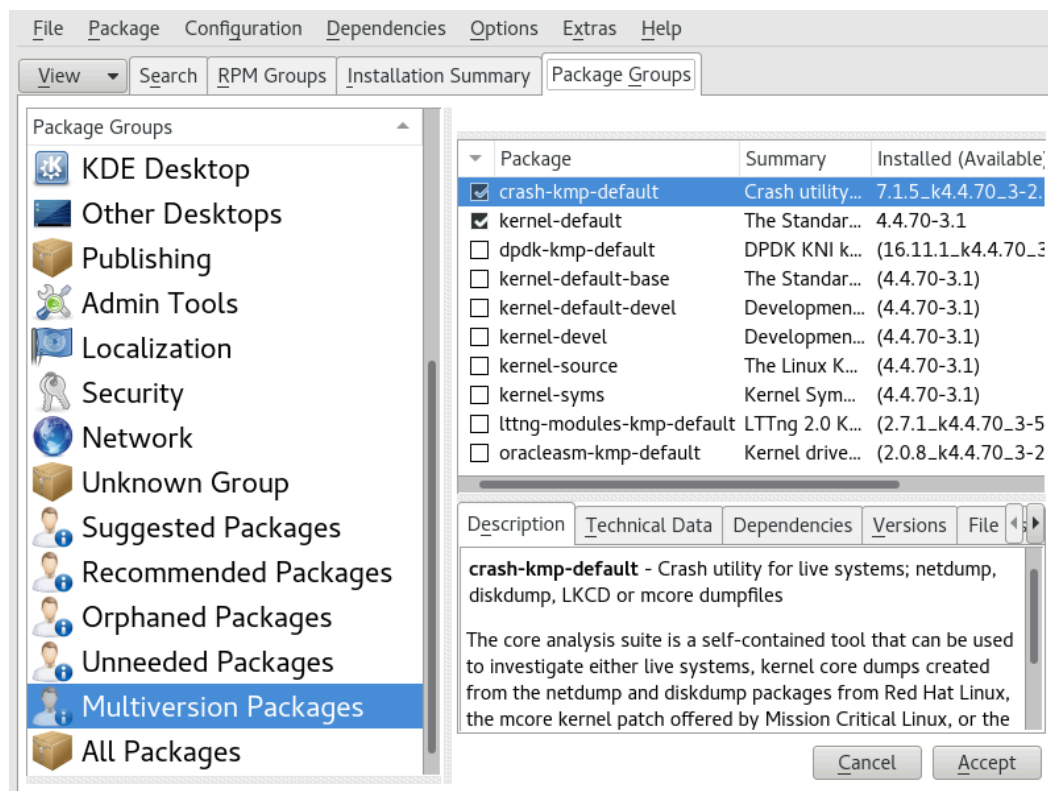 File Package Configuration Dependencies Options Extras Help
View Search RPM Groups Installation Summary Package Groups
Package Groups
KDE Desktop
Other Desktops
Publishing
Admin Tools
Localization
Security
Network
Unknown Group
Suggested Packages
Recommended Packages
Orphaned Packages
Unneeded Packages
Multiversion Packages
All Packages
Package Summary Installed (Available)
crash-kmp-default Crash utility... 7.1.5_k4.4.70_3-2.
kernel-default The Standar... 4.4.70-3.1
dpdk-kmp-default DPDK KNI k... (16.11.1_k4.4.70_3
kernel-default-base The Standar... (4.4.70-3.1)
kernel-default-devel Developmen... (4.4.70-3.1)
kernel-devel Developmen... (4.4.70-3.1)
kernel-source The Linux K... (4.4.70-3.1)
kernel-syms Kernel Sym... (4.4.70-3.1)
lttng-modules-kmp-default LTTng 2.0 K... (2.7.1_k4.4.70_3-5
oracleasm-kmp-default Kernel drive... (2.0.8_k4.4.70_3-2
Description Technical Data Dependencies Versions File
crash-kmp-default - Crash utility for live systems; netdump,
diskdump, LKCD or mcore dumpfiles
The core analysis suite is a self-contained tool that can be used
to investigate either live systems, kernel core dumps created
from the netdump and diskdump packages from Red Hat Linux,
the mcore kernel patch offered by Mission Critical Linux, or the
Cancel Accept